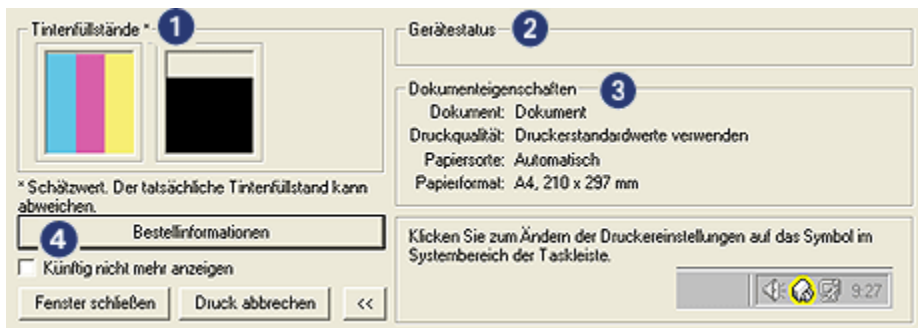 Tintenfüllstände * 1
* Schätzwert. Der tatsächliche Tintenfüllstand kann
abweichen.
Bestellinformationen
4
Künftig nicht mehr anzeigen
Fenster schließen Druck abbrechen <<
Gerätestatus 2
Dokumenteigenschaften 3
Dokument: Dokument
Druckqualität: Druckerstandardwerte verwenden
Papiersorte: Automatisch
Papierformat: A4, 210 x 297 mm
Klicken Sie zum Ändern der Druckereinstellungen auf das Symbol im
Systembereich der Taskleiste.
9:27